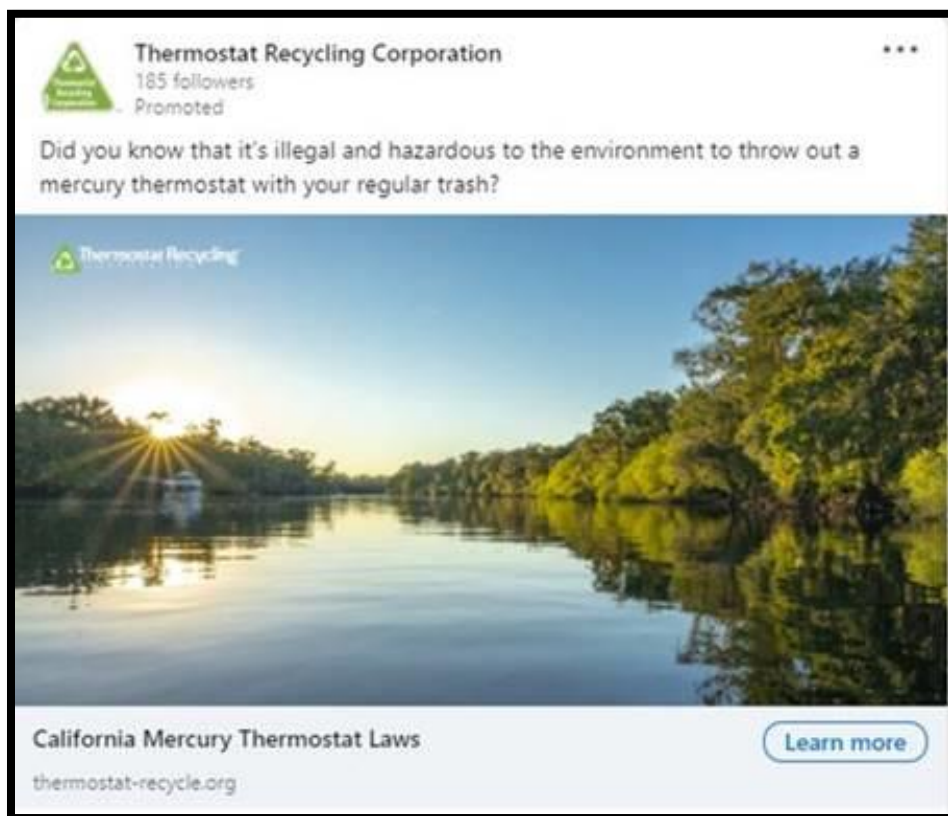 Thermostat Recycling Corporation
185 followers
Promoted
Did you know that it's illegal and hazardous to the environment to throw out a
mercury thermostat with your regular trash?
Thermostat Recycling
California Mercury Thermostat Laws
Learn more
thermostat-recycle.org